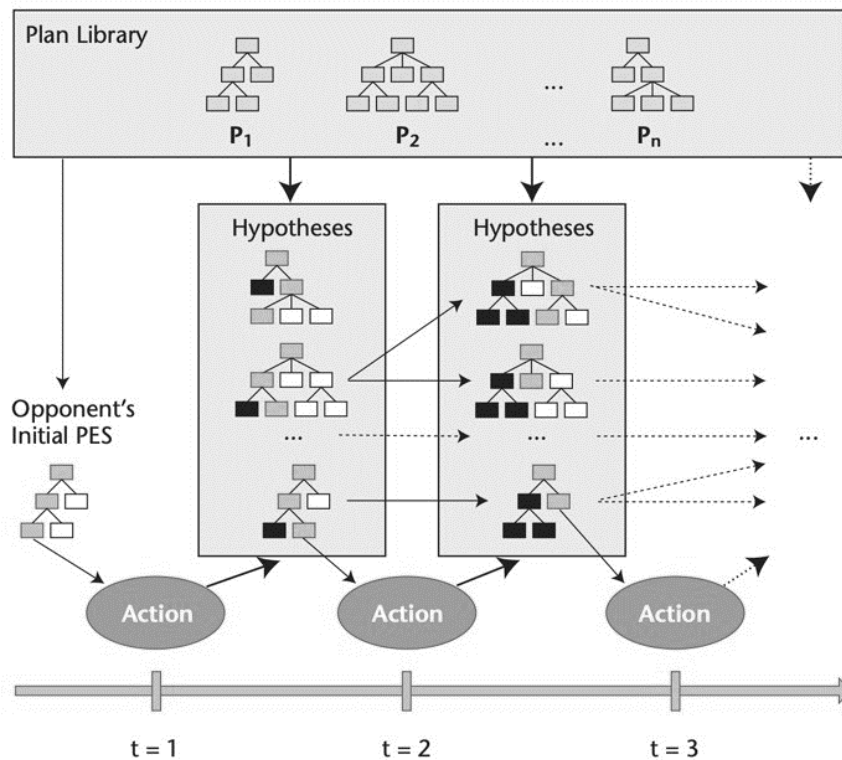 Plan Library
...
P1
P2
...
Pn
Hypotheses
Hypotheses
Opponent's
Initial PES
...
...
...
Action
Action
Action
t = 1
t = 2
t = 3